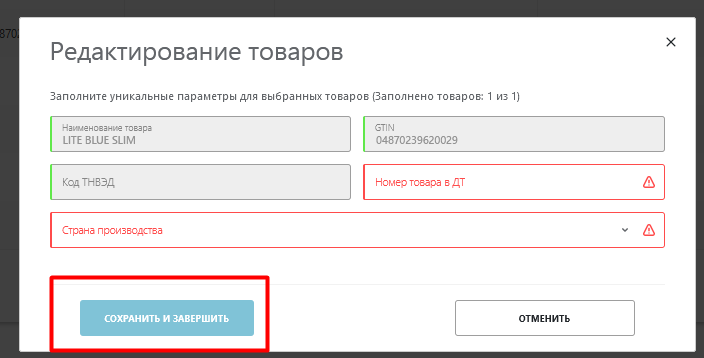 8702
Редактирование товаров
Заполните уникальные параметры для выбранных товаров (Заполнено товаров: 1 из 1)
Наименование товара
LITE BLUE SLIM
GTIN
04870239620029
Код ТНВЭД
Номер товара в ДТ
Страна производства
СОХРАНИТЬ И ЗАВЕРШИТЬ
ОТМЕНИТЬ